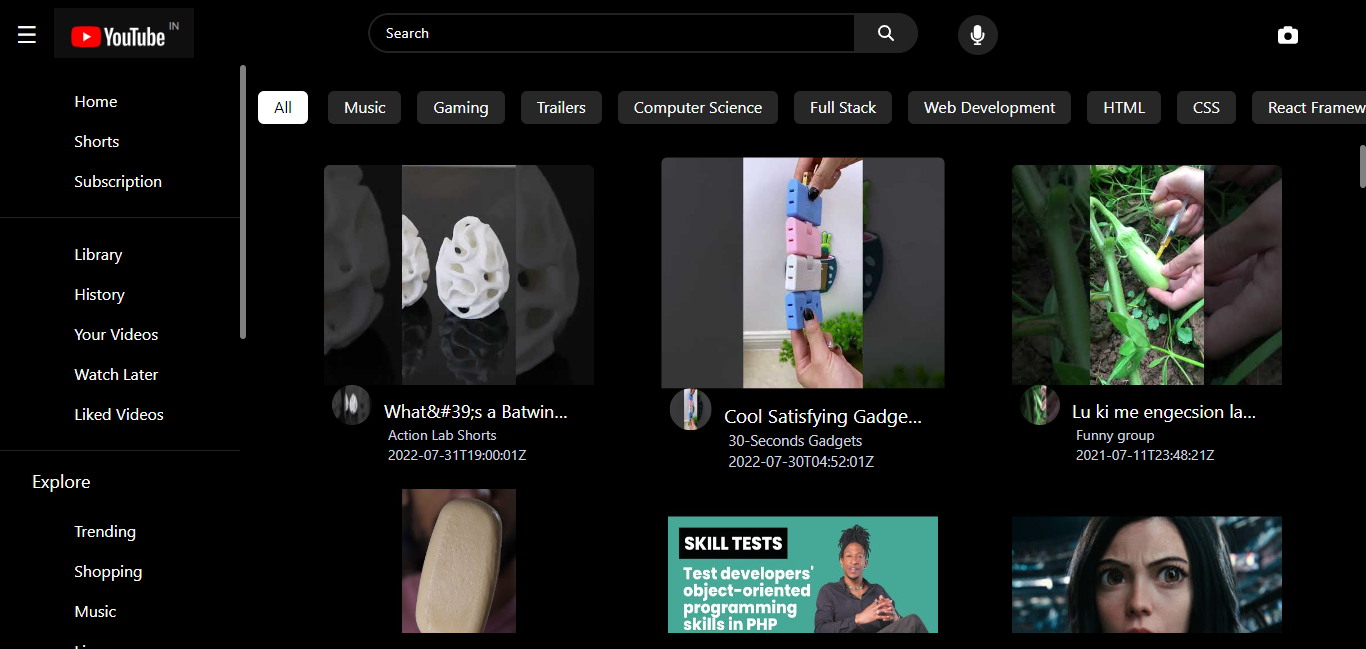 YouTube IN
Search
Home
Shorts
Subscription
Library
History
Your Videos
Watch Later
Liked Videos
Explore
Trending
Shopping
Music
All Music Gaming Trailers Computer Science Full Stack Web Development HTML CSS React Framew
What&#39;s a Batwin...
Action Lab Shorts
2022-07-31T19:00:01Z
Cool Satisfying Gadge...
30-Seconds Gadgets
2022-07-30T04:52:01Z
Lu ki me engecsion la...
Funny group
2021-07-11T23:48:21Z
SKILL TESTS
Test developers'
object-oriented
programming
skills in PHP